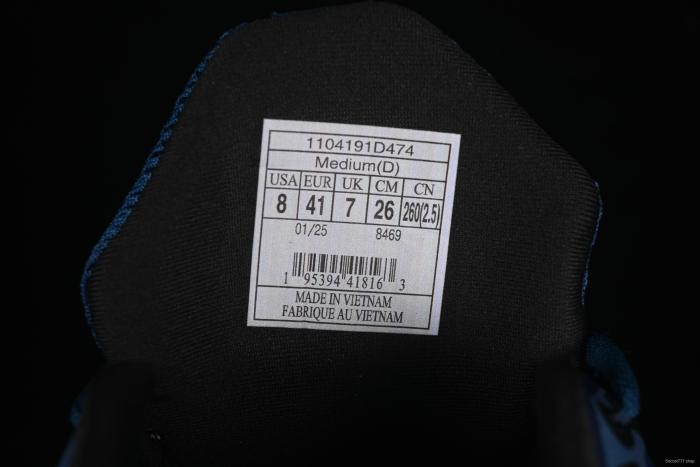 1104191D474
Medium(D)
USA EUR UK CM CN
8 41 7 26 260(2.5)
01/25 8469
1 95394 41816 3
MADE IN VIETNAM
FABRIQUE AU VIETNAM